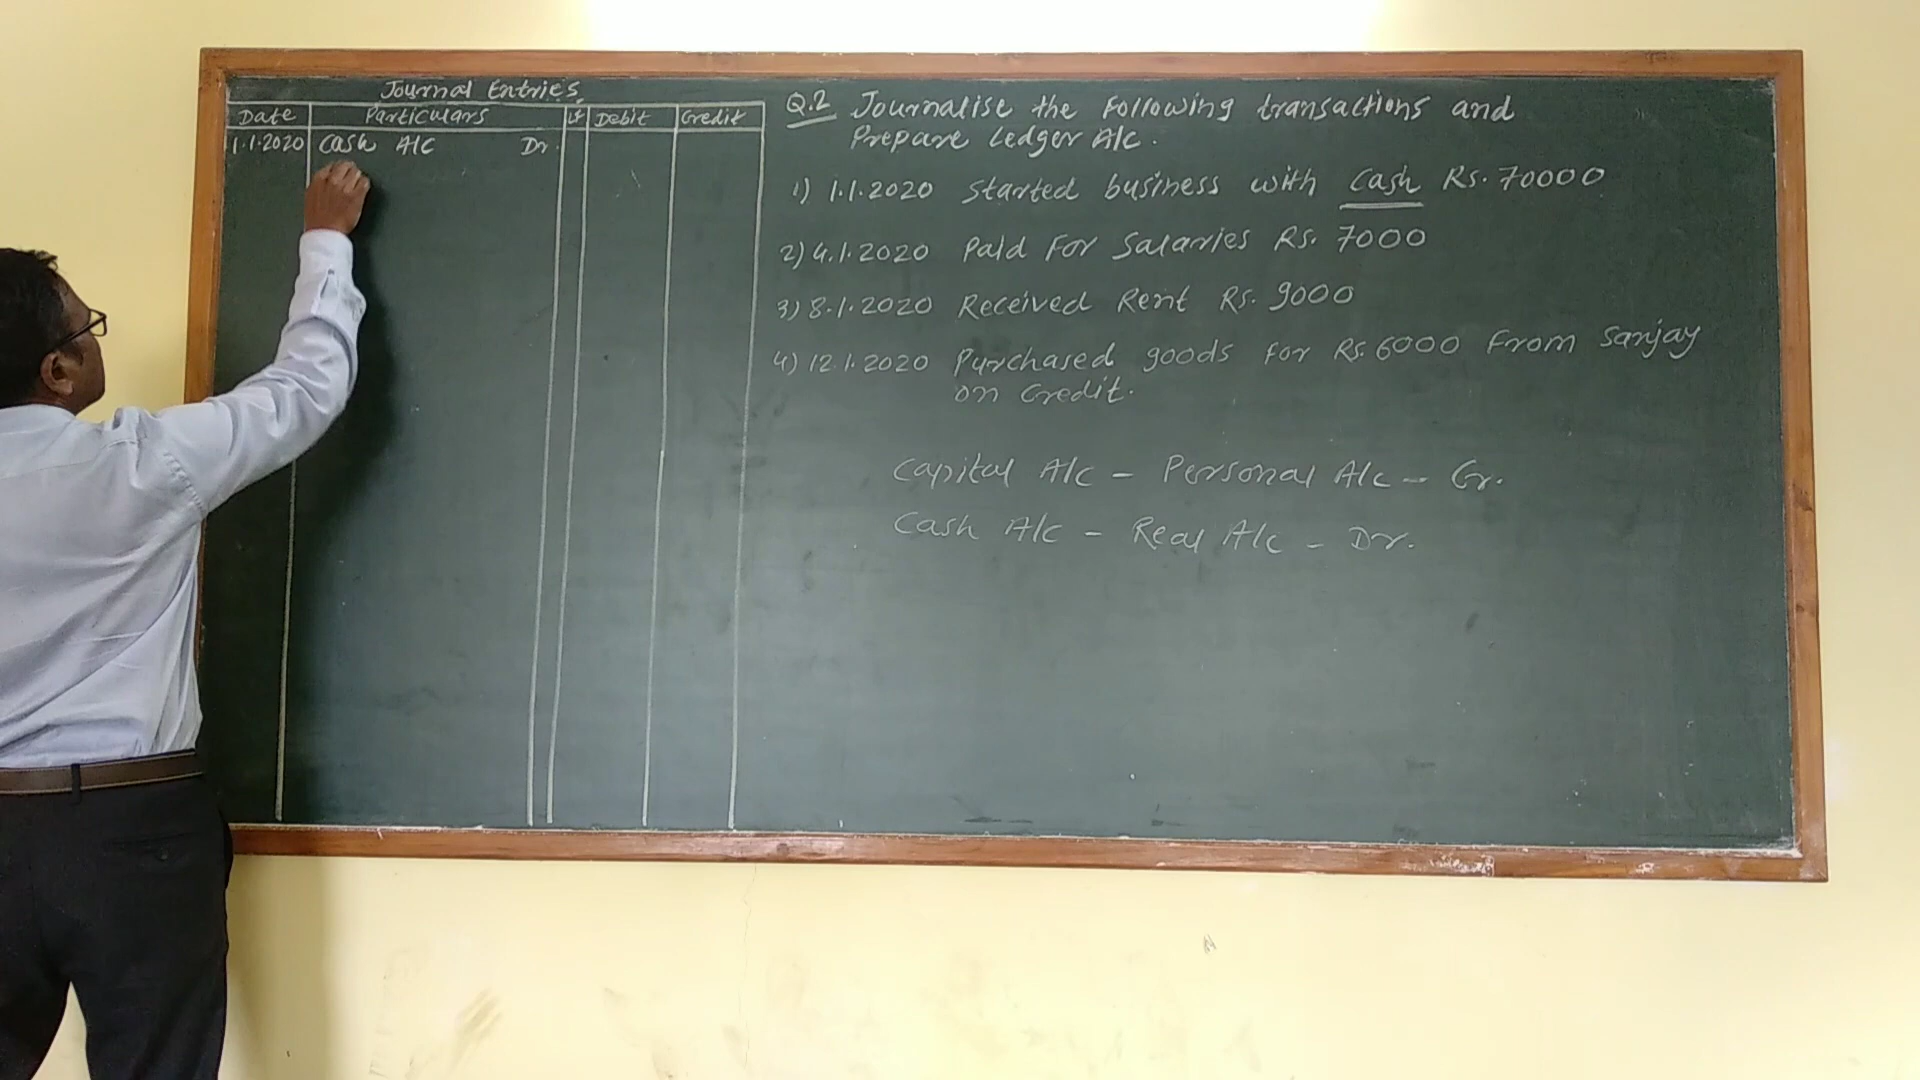 Journal Entries
Date Particulars LF Debit Credit
1.1.2020 Cash A/C Dr.
Q.2 Journalise the Following transactions and
Prepare Ledger A/c.
1) 1.1.2020 Started business with Cash Rs. 70000
2) 4.1.2020 Paid For Salaries Rs. 7000
3) 8.1.2020 Received Rent Rs. 9000
4) 12.1.2020 Purchased goods for Rs. 6000 From Sanjay
on Credit.
Capital A/c - Personal A/c - Cr.
Cash A/c - Real A/c - Dr.